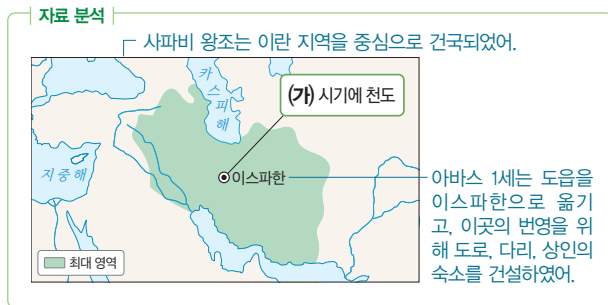 자료 분석
사파비 왕조는 이란 지역을 중심으로 건국되었어.
카스피해
(가) 시기에 천도
지중해
이스파한
아바스 1세는 도읍을
이스파한으로 옮기
고, 이곳의 번영을 위
해 도로, 다리, 상인의
숙소를 건설하였어.
최대 영역